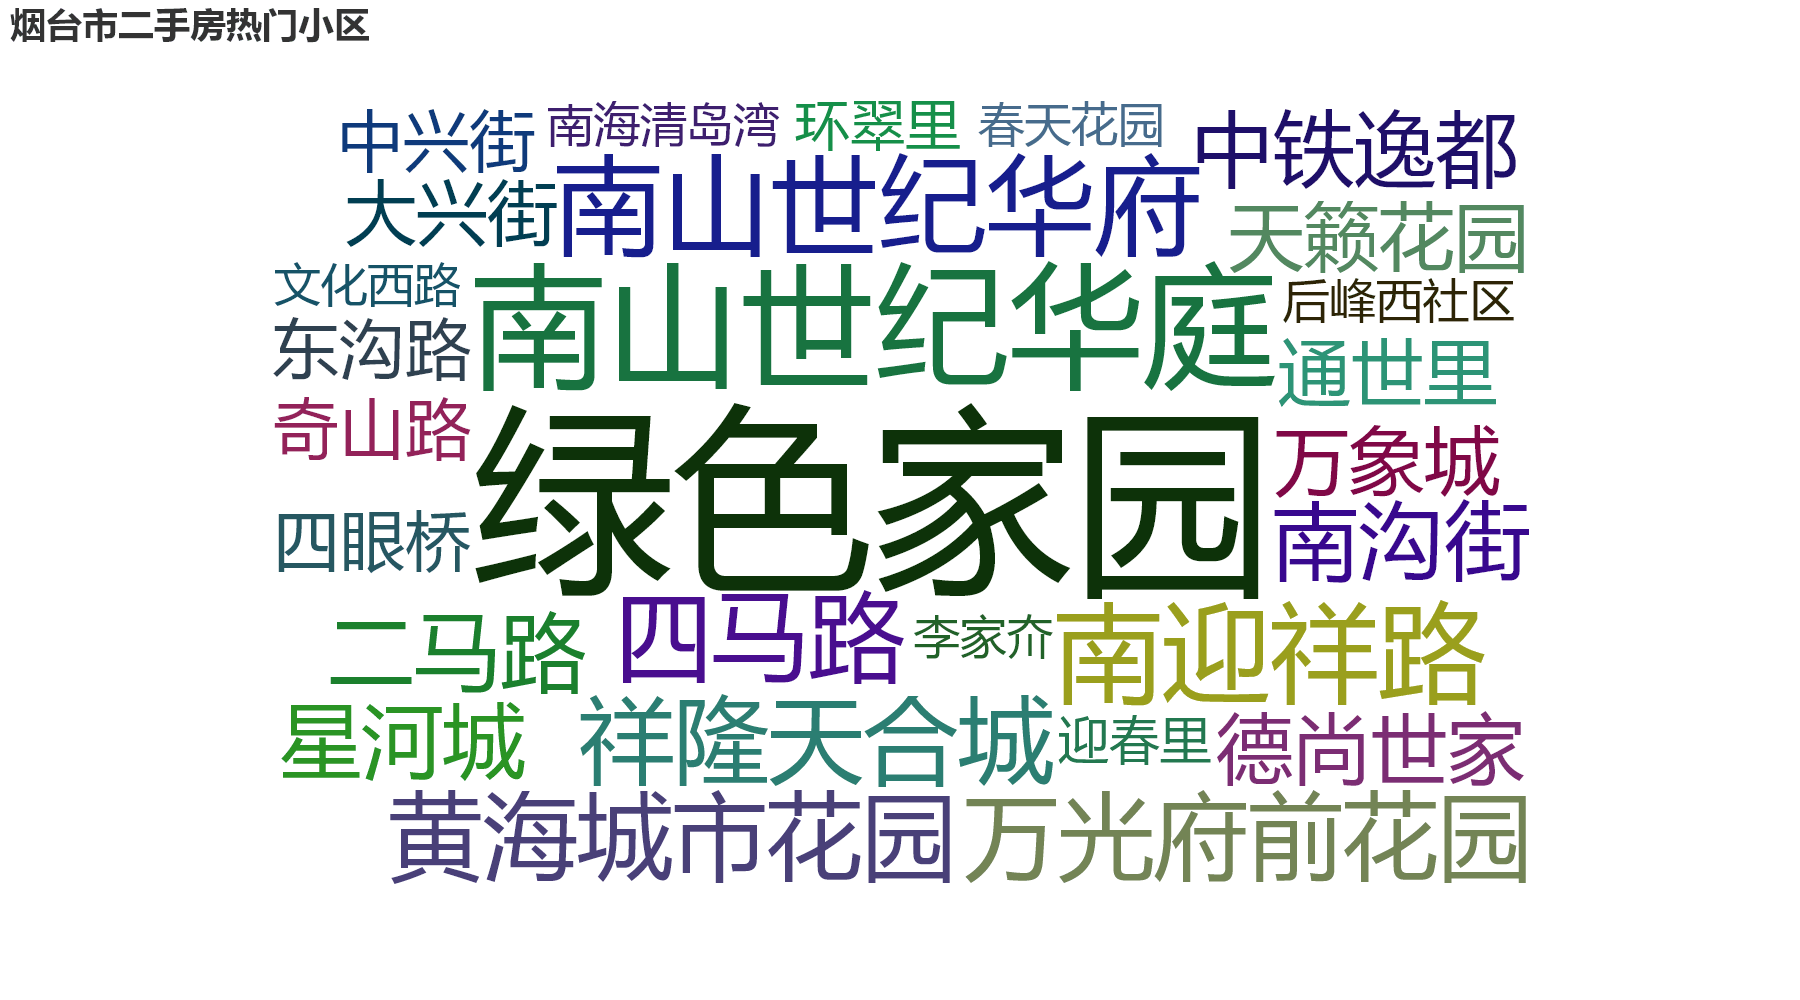 烟台市二手房热门小区
中兴街
南海清岛湾
环翠里
春天花园
中铁逸都
大兴街
南山世纪华府
天籁花园
文化西路
南山世纪华庭
后峰西社区
东沟路
通世里
奇山路
绿色家园
万象城
四眼桥
南沟街
二马路
四马路
李家夼
南迎祥路
星河城
祥隆天合城
迎春里
德尚世家
黄海城市花园
万光府前花园